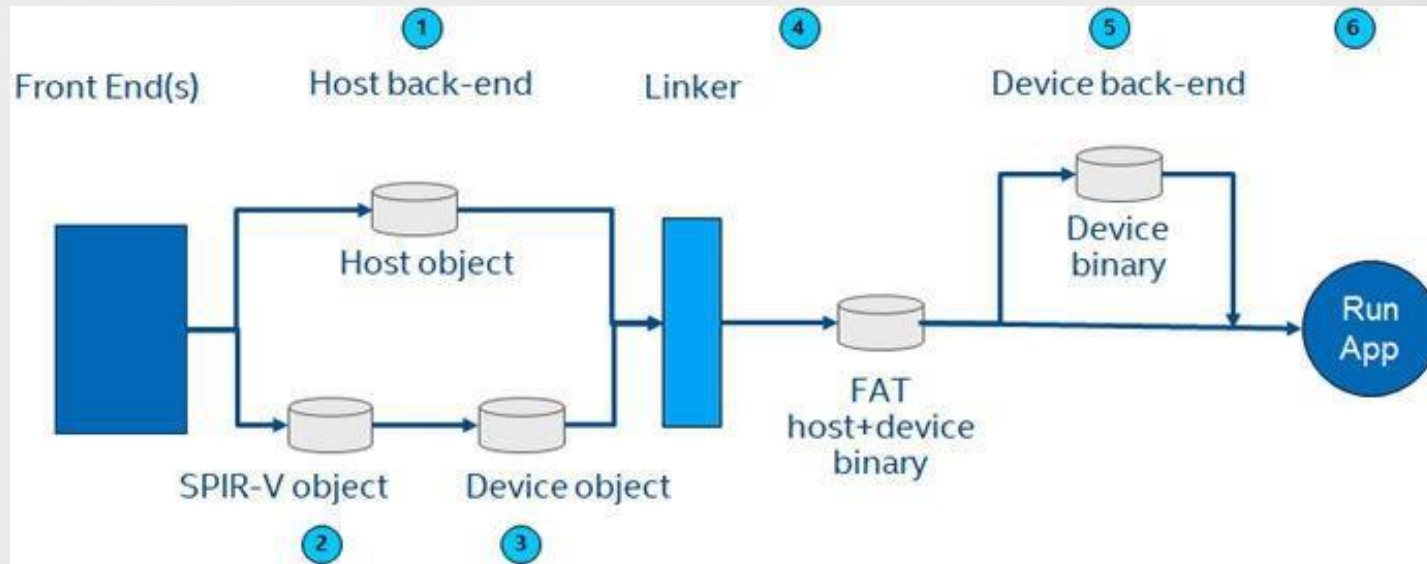 1
4
5
6
Front End(s)
Host back-end
Linker
Device back-end
Host object
Device
binary
Run
App
FAT
host+device
binary
SPIR-V object
Device object
2
3